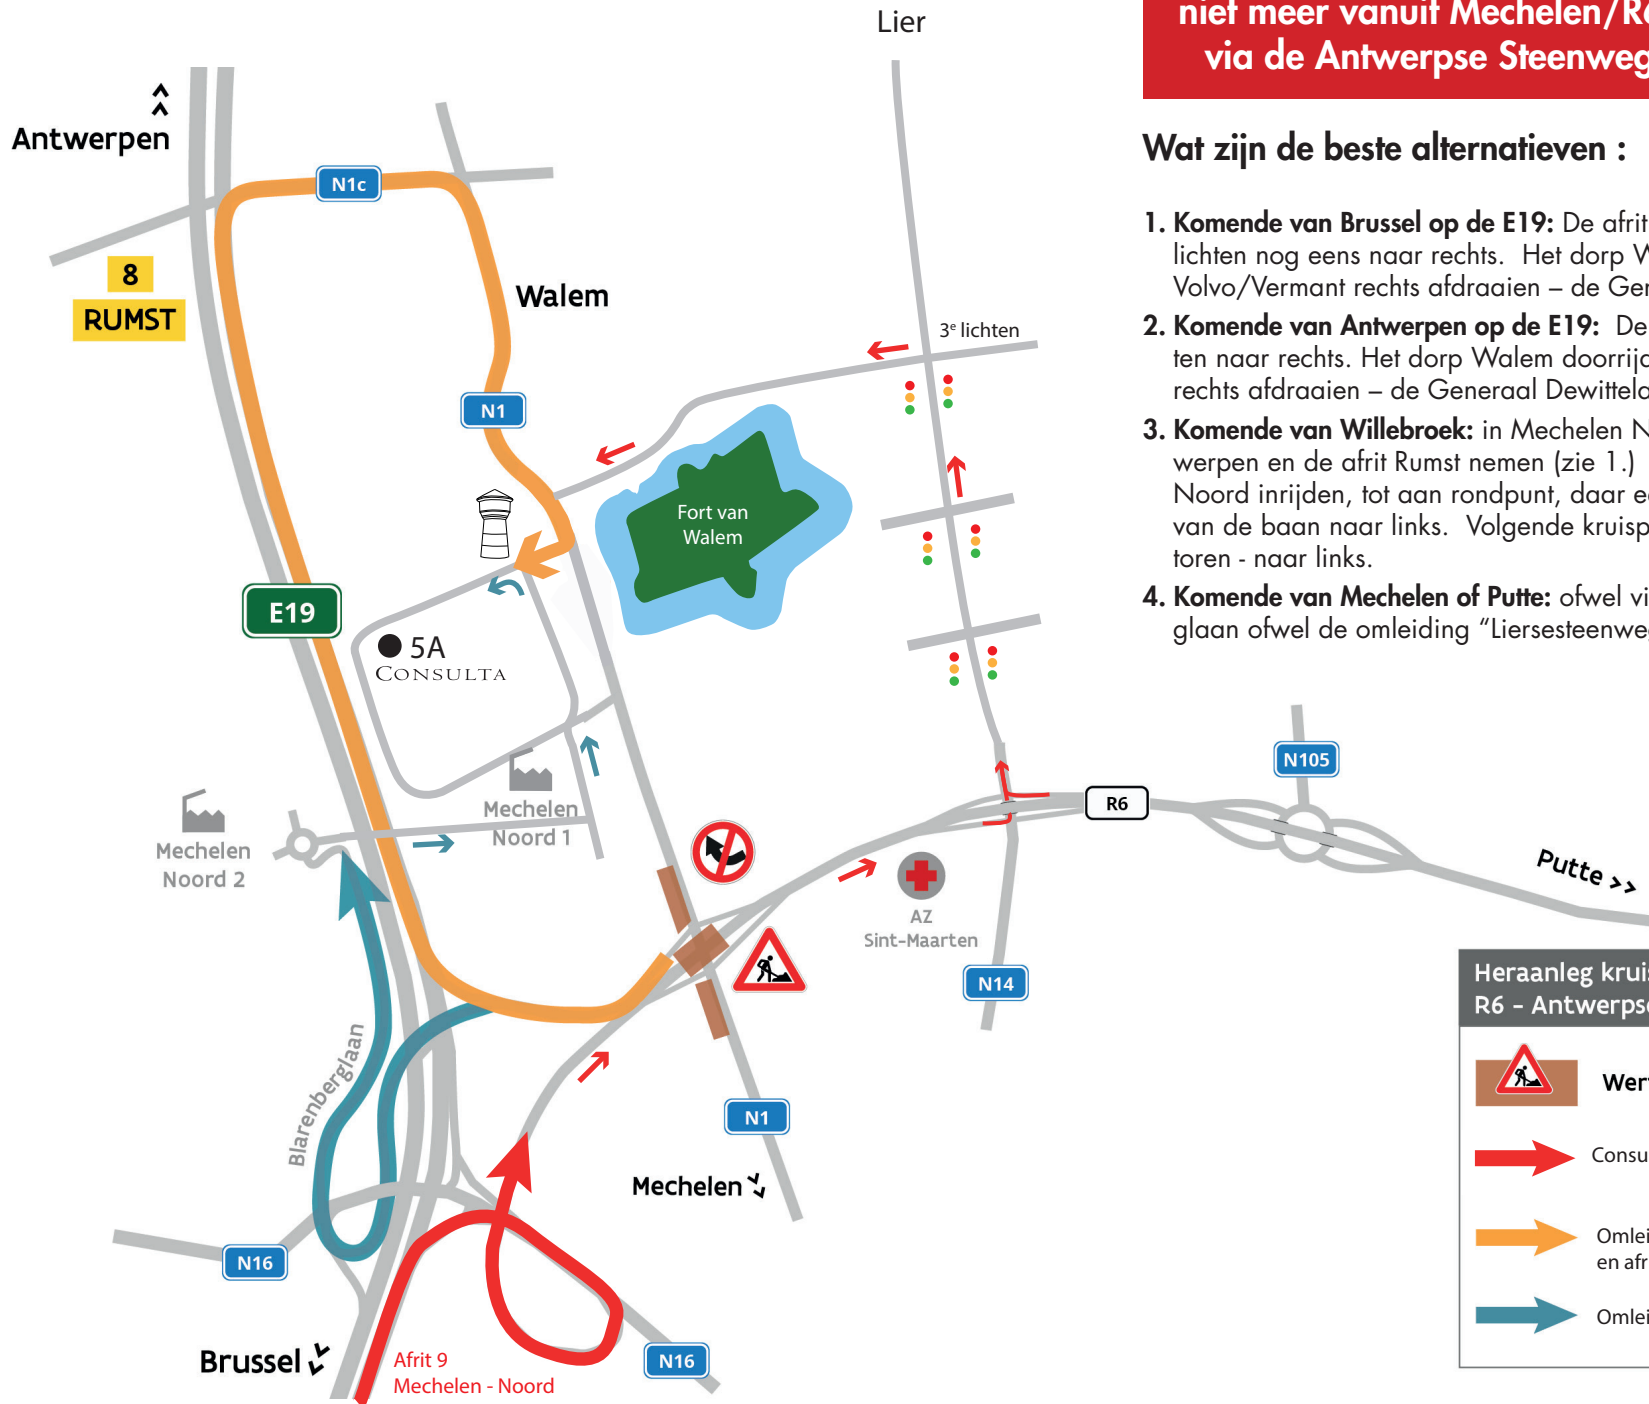 niet meer vanuit Mechelen/R
via de Antwerpse Steenweg
Wat zijn de beste alternatieven :
1. Komende van Brussel op de E19: De afrit
lichten nog eens naar rechts. Het dorp W
Volvo/Vermant rechts afdraaien – de Ge
2. Komende van Antwerpen op de E19: De
ten naar rechts. Het dorp Walem doorrij
rechts afdraaien – de Generaal Dewittela
3. Komende van Willebroek: in Mechelen N
werpen en de afrit Rumst nemen (zie 1.)
Noord inrijden, tot aan rondpunt, daar e
van de baan naar links. Volgende kruisp
toren - naar links.
4. Komende van Mechelen of Putte: ofwel vi
glaan ofwel de omleiding “Liersesteenwe
Lier
Antwerpen
N1c
8
RUMST
Walem
3e lichten
N1
Fort van
Walem
E19
5A
CONSULTA
Mechelen
Noord 1
Mechelen
Noord 2
N105
R6
Putte >>
AZ
Sint-Maarten
N14
Blarenberglaan
N1
Mechelen
N16
Brussel
Afrit 9
Mechelen - Noord
N16
Heraanleg kruis
R6 - Antwerps
Wer
Consu
Omlei
en afr
Omlei